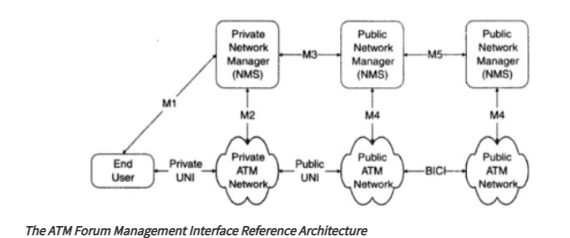 Private
Network
Manager
(NMS)
M3
Public
Network
Manager
(NMS)
M5
Public
Network
Manager
(NMS)
M1
M2
M4
M4
End
User
Private
UNI
Private
ATM
Network
Public
UNI
Public
ATM
Network
BICI
Public
ATM
Network
The ATM Forum Management Interface Reference Architecture